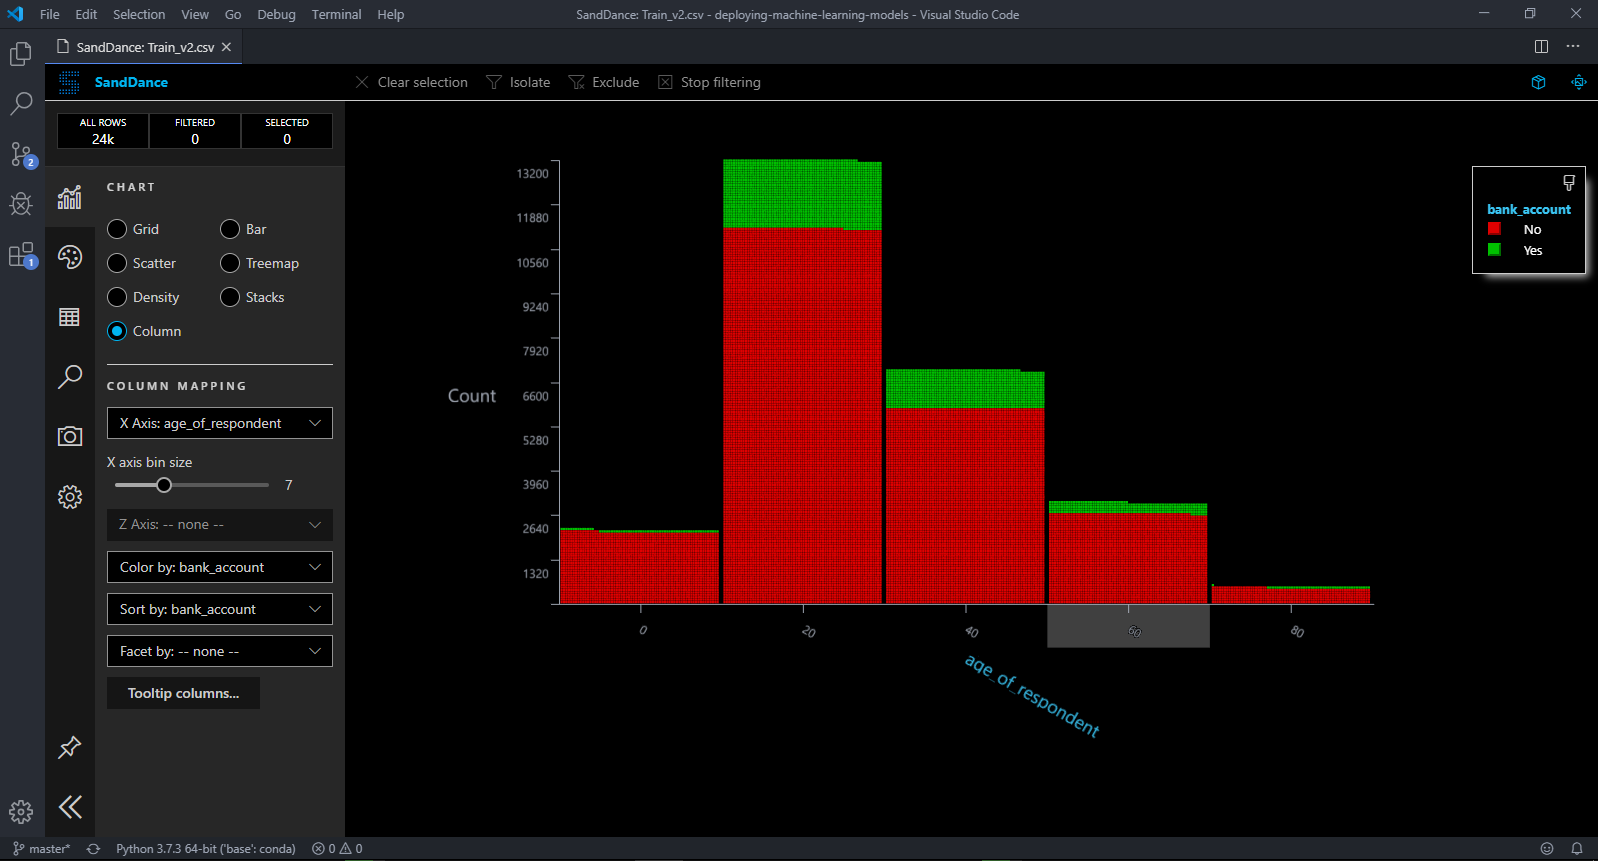 File Edit Selection View Go Debug Terminal Help SandDance: Train_v2.csv - deploying-machine-learning-models - Visual Studio Code
SandDance: Train_v2.csv
SandDance Clear selection Isolate Exclude Stop filtering
ALL ROWS FILTERED SELECTED
24k 0 0
2
1
CHART
Grid Bar
Scatter Treemap
Density Stacks
Column
COLUMN MAPPING
X Axis: age_of_respondent
X axis bin size
7
Z Axis: -- none --
Color by: bank_account
Sort by: bank_account
Facet by: -- none --
Tooltip columns...
13200
11880
10560
9240
7920
Count 6600
5280
3960
2640
1320
0 20 40 60 80
age_of_respondent
bank_account
No
Yes
master* Python 3.7.3 64-bit ('base': conda) 0 0